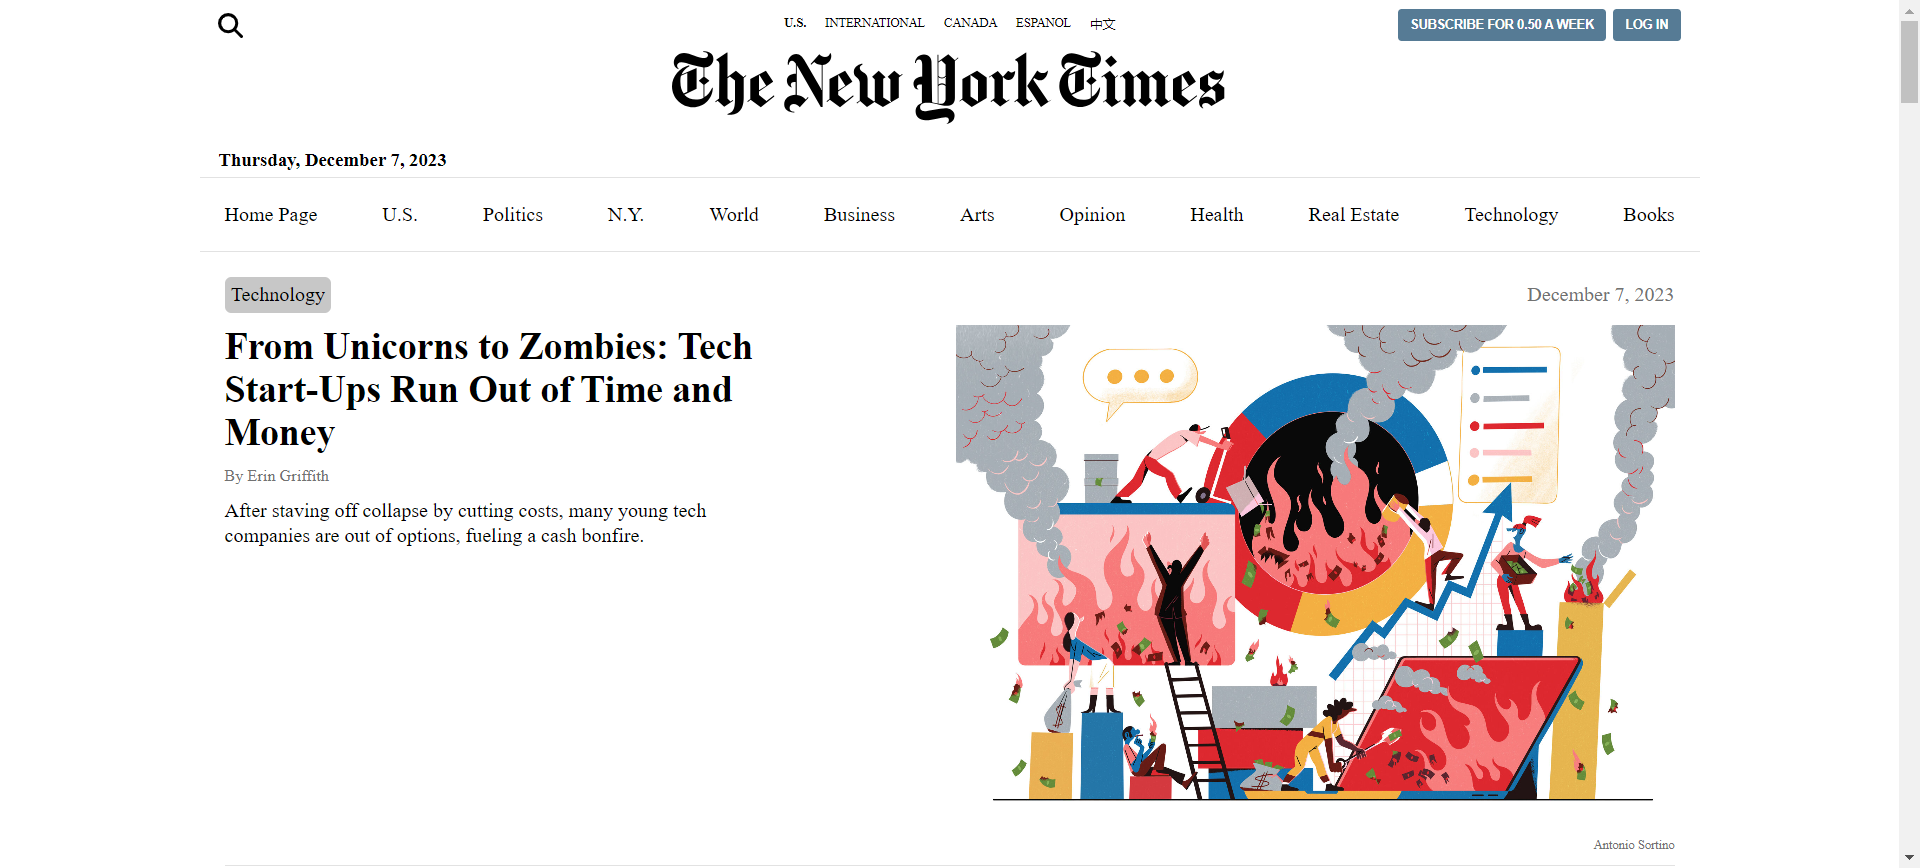 U.S. INTERNATIONAL CANADA ESPANOL 中文
SUBSCRIBE FOR 0.50 A WEEK LOG IN
The New York Times
Thursday, December 7, 2023
Home Page U.S. Politics N.Y. World Business Arts Opinion Health Real Estate Technology Books
Technology
December 7, 2023
From Unicorns to Zombies: Tech
Start-Ups Run Out of Time and
Money
By Erin Griffith
After staving off collapse by cutting costs, many young tech
companies are out of options, fueling a cash bonfire.
$
$
Antonio Sortino